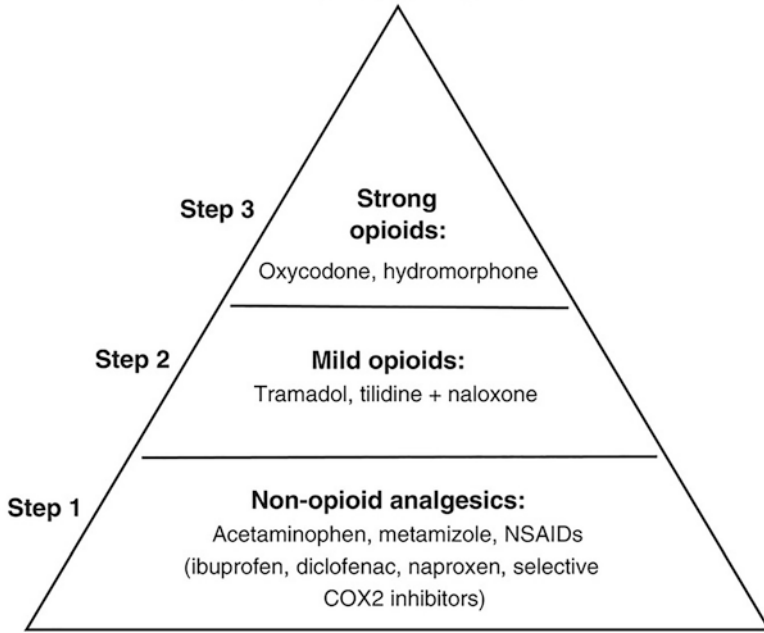 Step 3
Strong
opioids:
Oxycodone, hydromorphone
Step 2
Mild opioids:
Tramadol, tilidine + naloxone
Step 1
Non-opioid analgesics:
Acetaminophen, metamizole, NSAIDs
(ibuprofen, diclofenac, naproxen, selective
COX2 inhibitors)